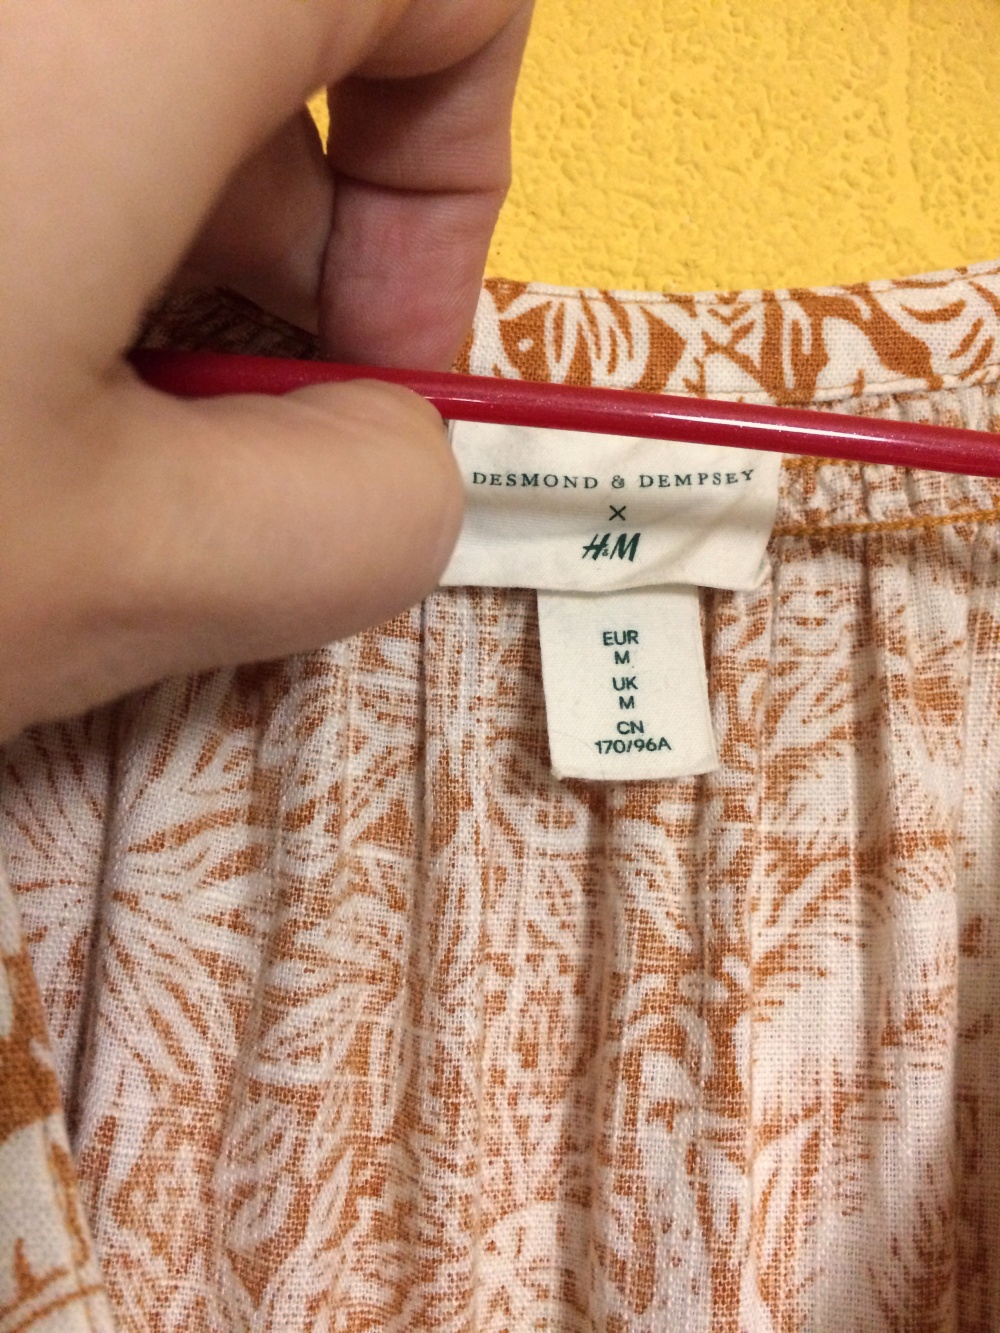 DESMOND & DEMPSEY
X
H&M
EUR
M
UK
M
CN
170/96A